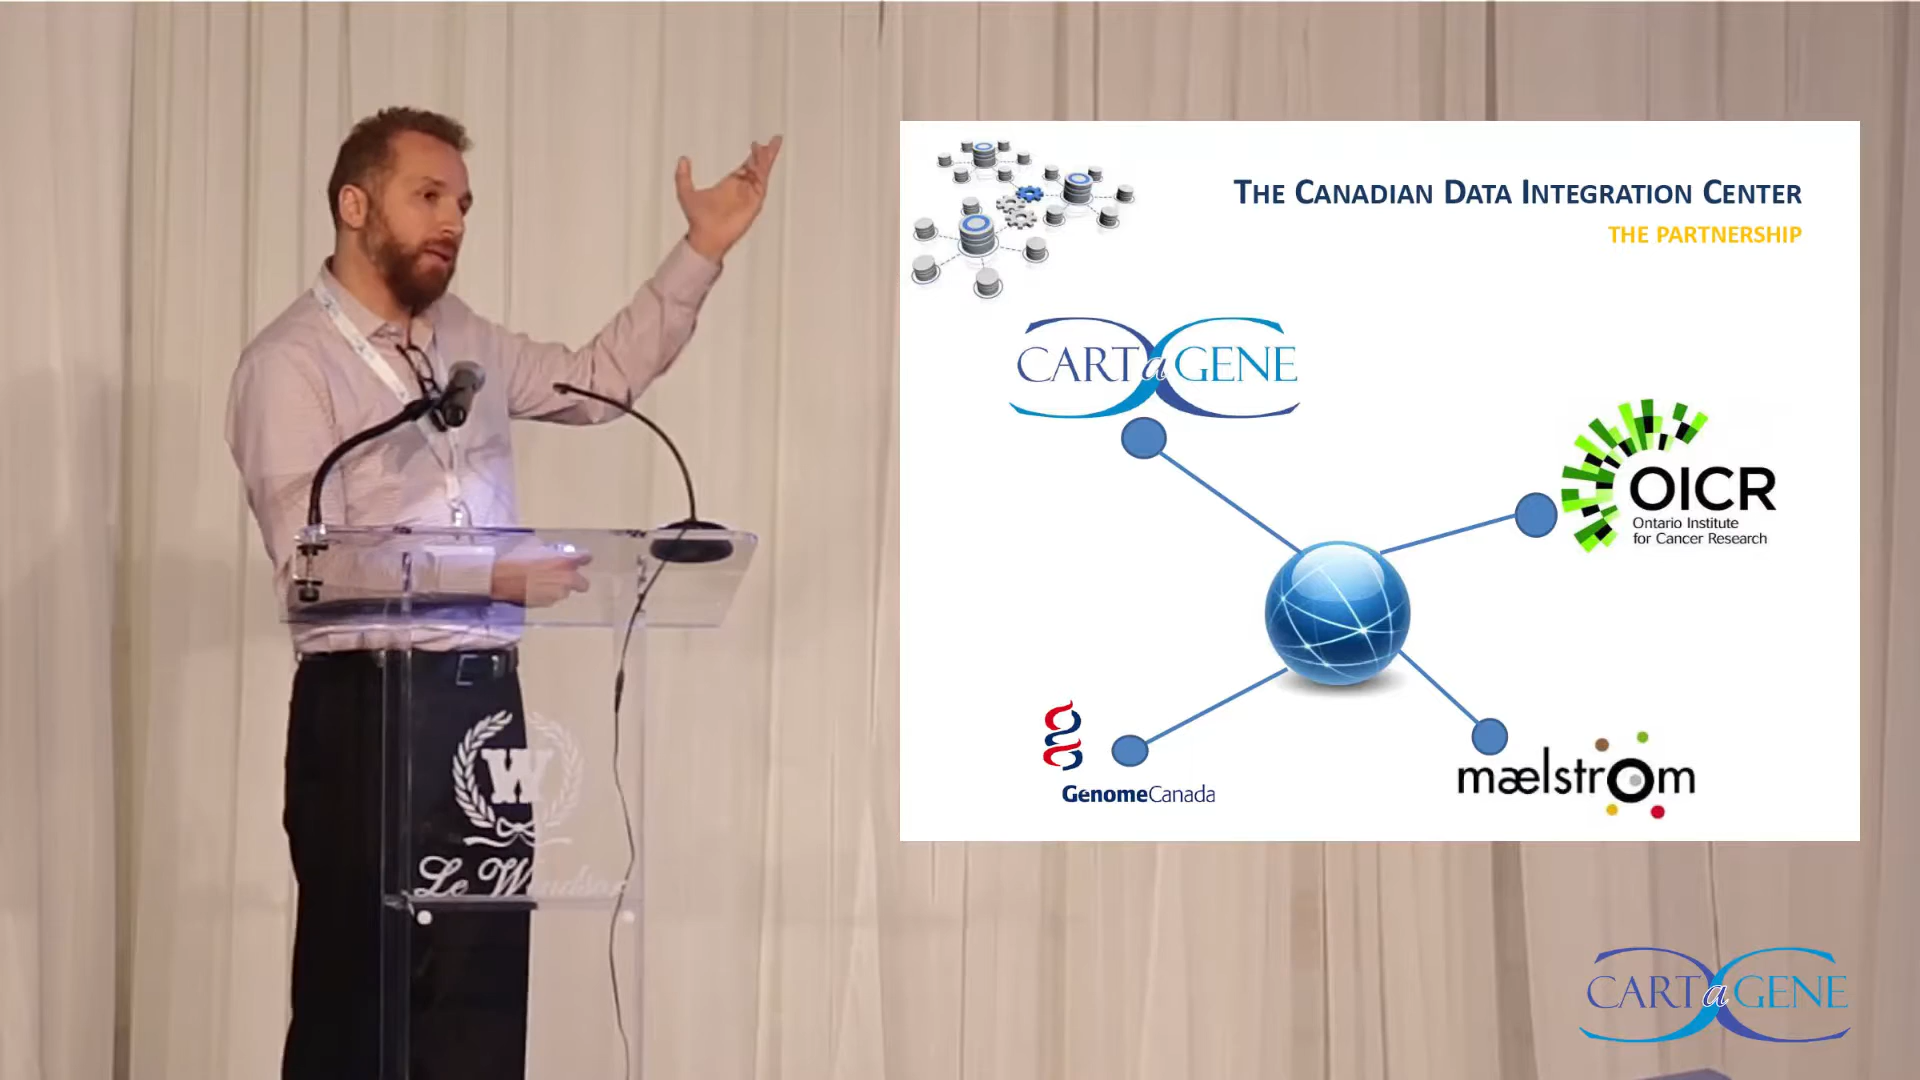 THE CANADIAN DATA INTEGRATION CENTER
THE PARTNERSHIP
CARTaGENE
OICR
Ontario Institute
for Cancer Research
GenomeCanada
mælstrom
W
Le Windsor
CARTaGENE